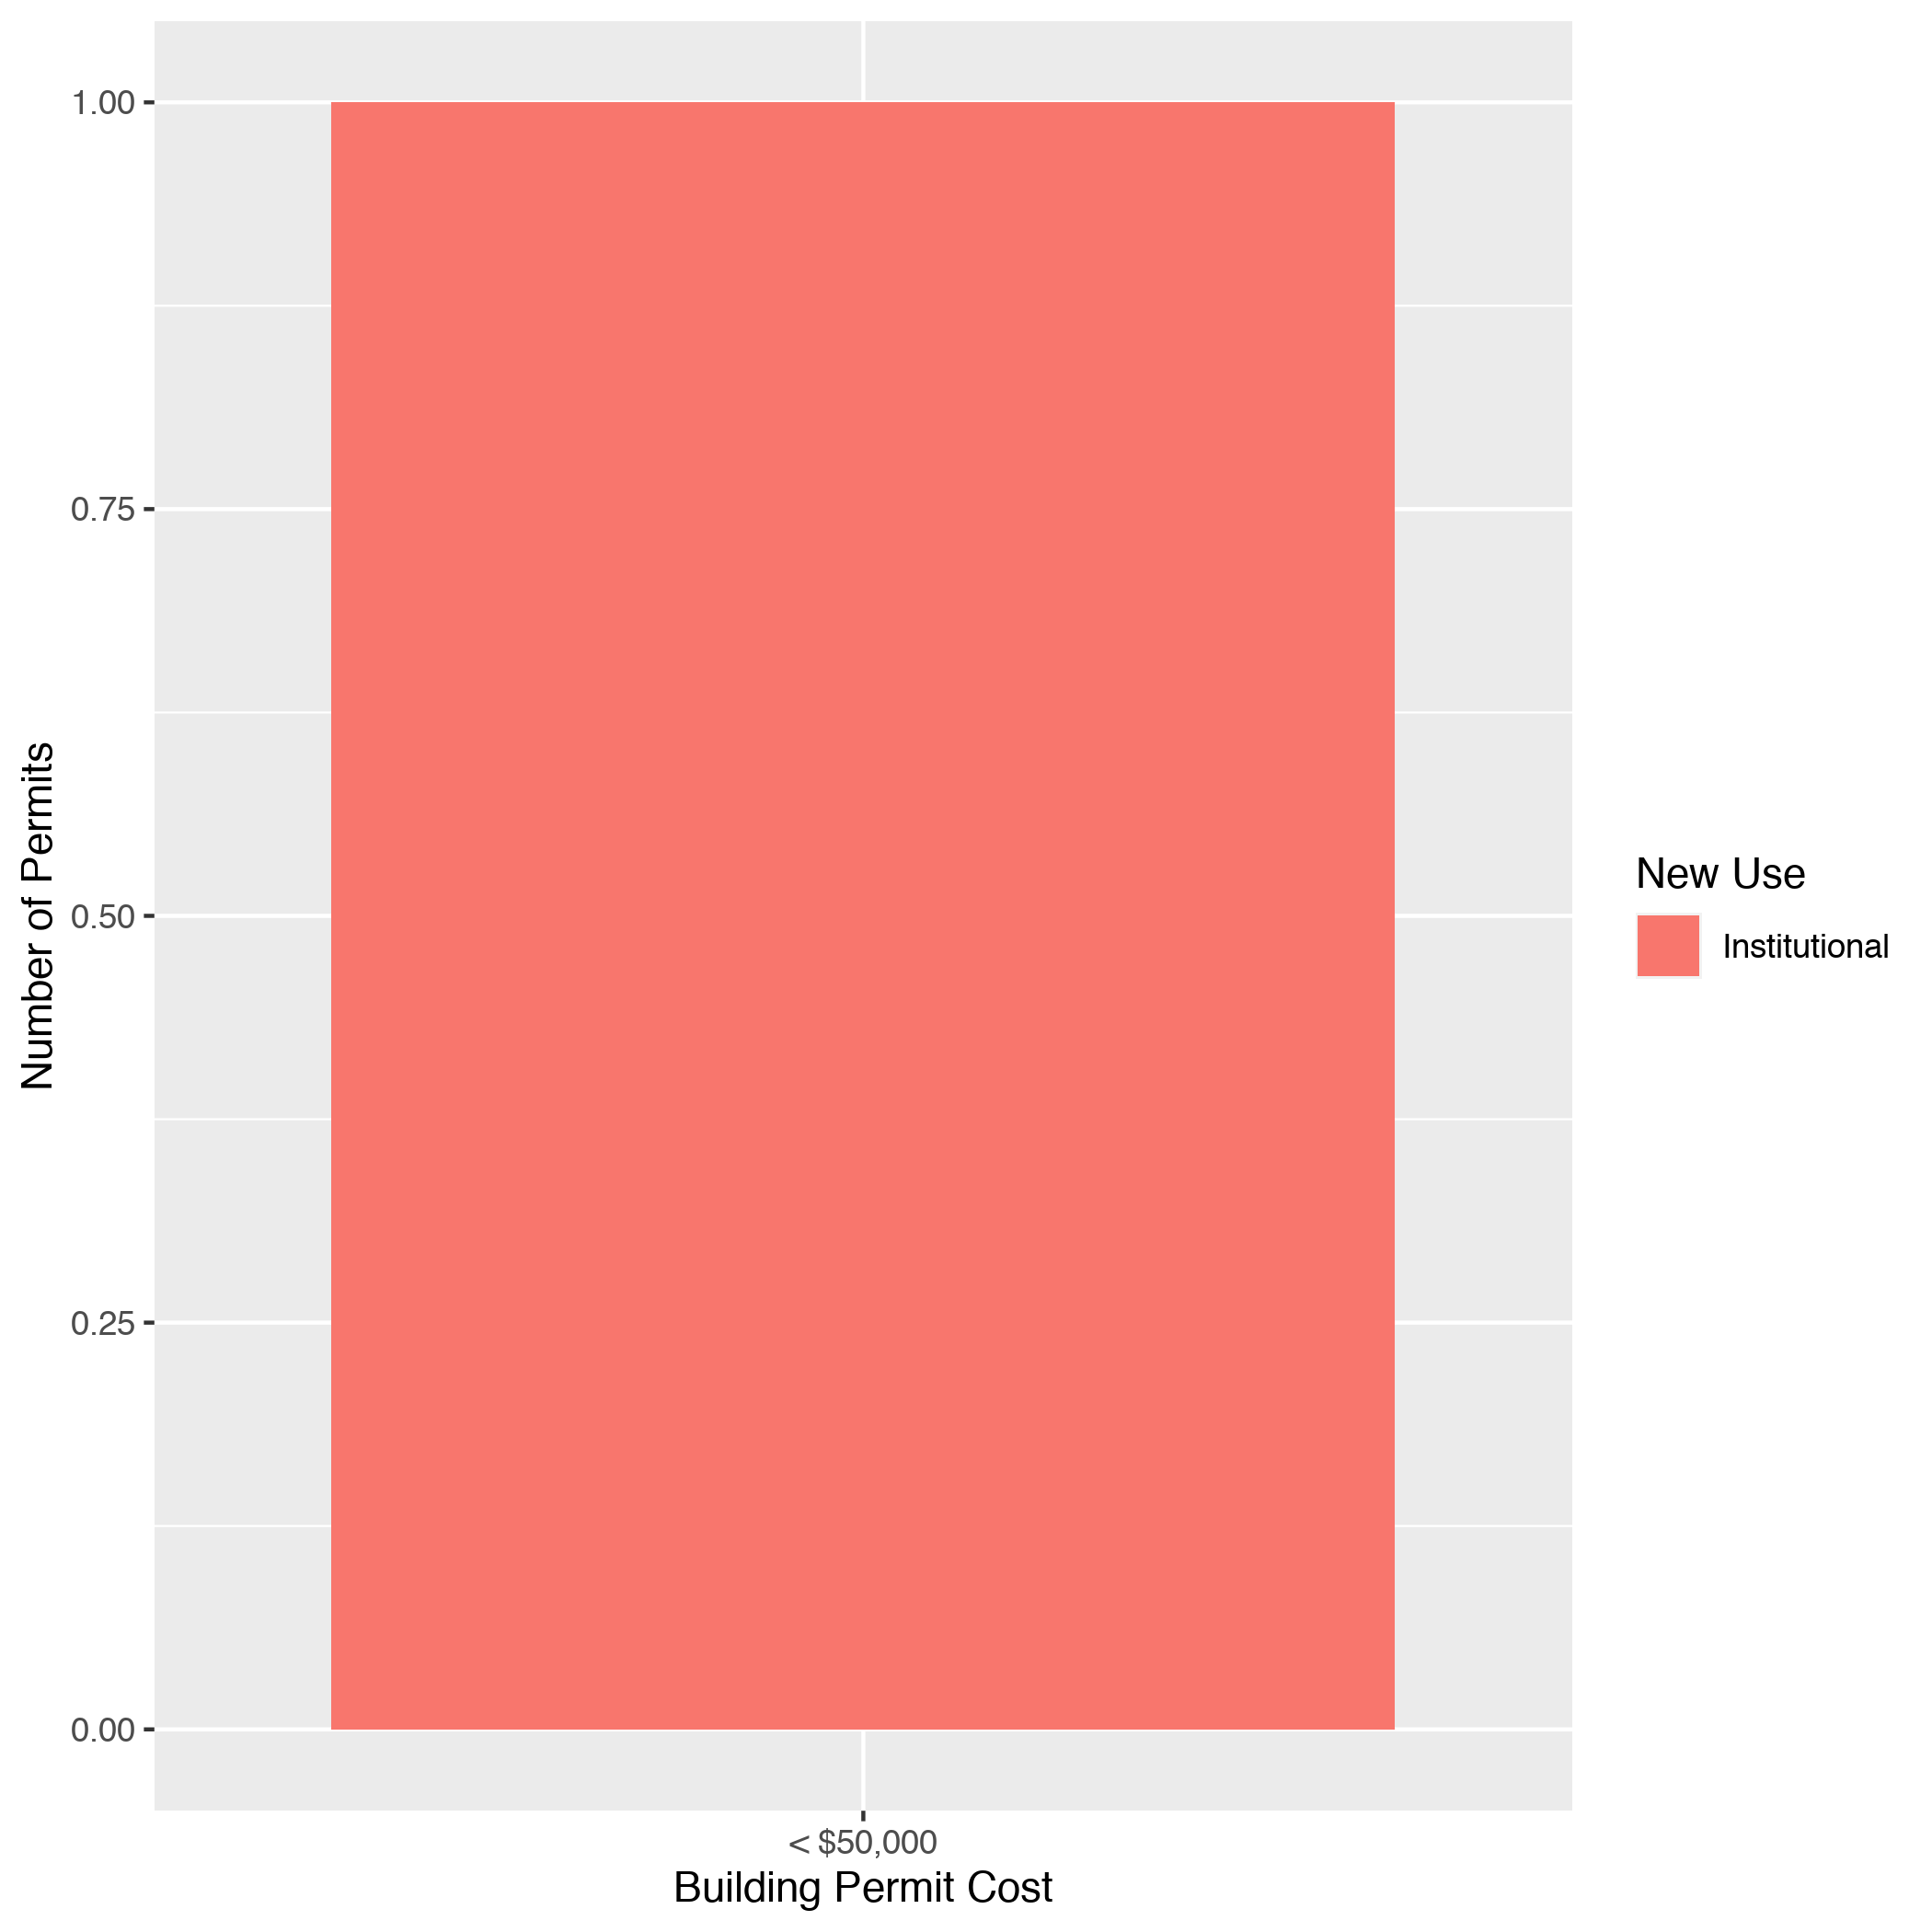 1.00
0.75
0.50
0.25
0.00
Number of Permits
< $50,000
Building Permit Cost
New Use
Institutional